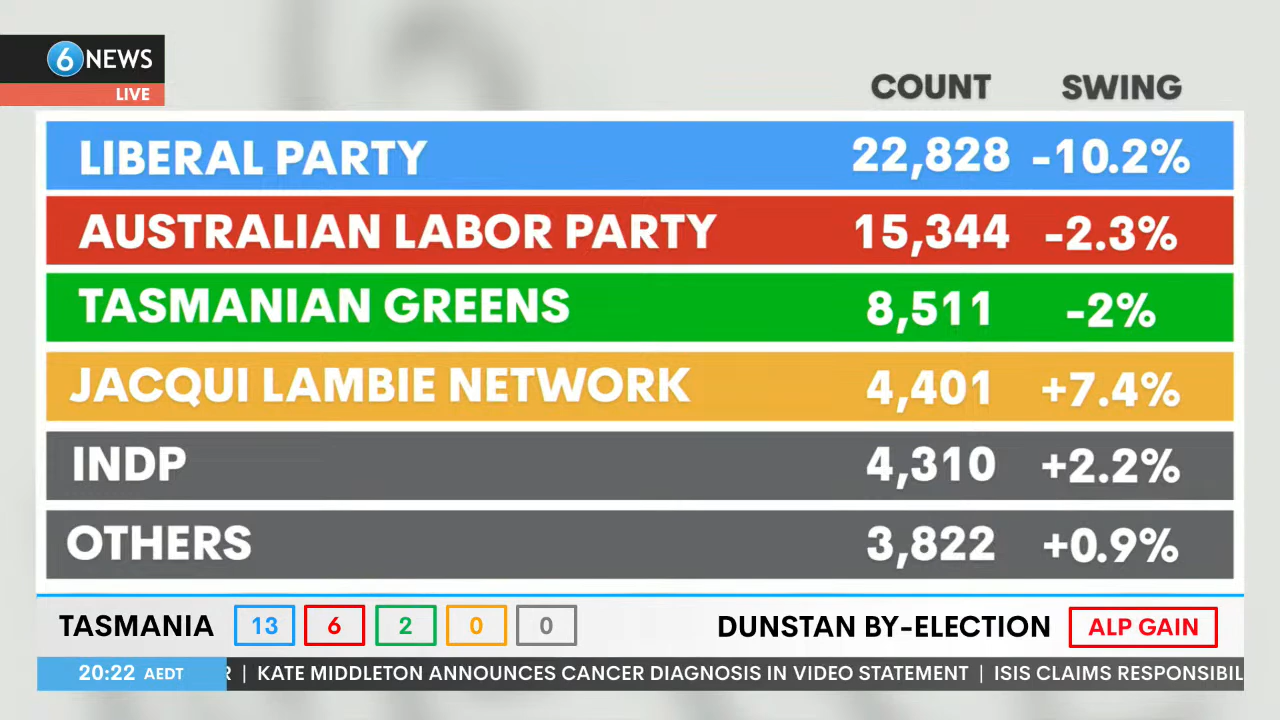 6 NEWS
LIVE
COUNT SWING
LIBERAL PARTY 22,828 -10.2%
AUSTRALIAN LABOR PARTY 15,344 -2.3%
TASMANIAN GREENS 8,511 -2%
JACQUI LAMBIE NETWORK 4,401 +7.4%
INDP 4,310 +2.2%
OTHERS 3,822 +0.9%
TASMANIA 13 6 2 0 0 DUNSTAN BY-ELECTION ALP GAIN
20:22 AEDT R | KATE MIDDLETON ANNOUNCES CANCER DIAGNOSIS IN VIDEO STATEMENT | ISIS CLAIMS RESPONSIBIL